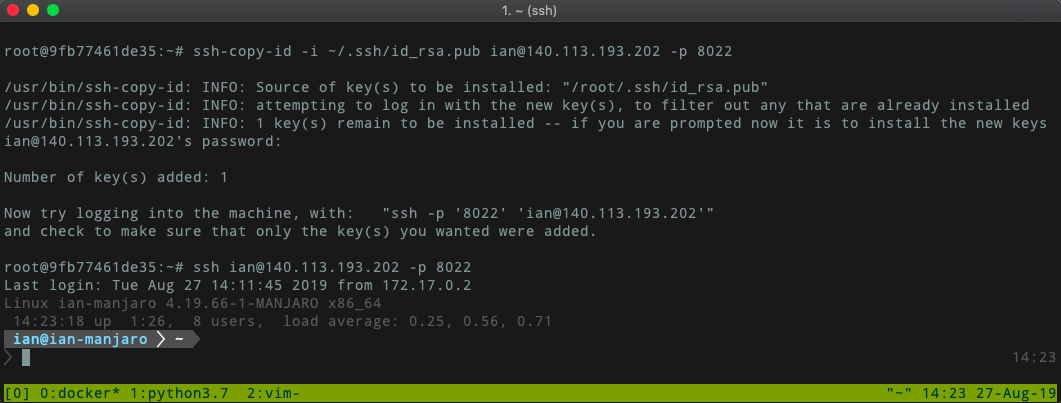 1. ~ (ssh)
root@9fb77461de35:~# ssh-copy-id -i ~/.ssh/id_rsa.pub ian@140.113.193.202 -p 8022
/usr/bin/ssh-copy-id: INFO: Source of key(s) to be installed: "/root/.ssh/id_rsa.pub"
/usr/bin/ssh-copy-id: INFO: attempting to log in with the new key(s), to filter out any that are already installed
/usr/bin/ssh-copy-id: INFO: 1 key(s) remain to be installed -- if you are prompted now it is to install the new keys
ian@140.113.193.202's password:
Number of key(s) added: 1
Now try logging into the machine, with:   "ssh -p '8022' 'ian@140.113.193.202'"
and check to make sure that only the key(s) you wanted were added.
root@9fb77461de35:~# ssh ian@140.113.193.202 -p 8022
Last login: Tue Aug 27 14:11:45 2019 from 172.17.0.2
Linux ian-manjaro 4.19.66-1-MANJARO x86_64
14:23:18 up  1:26,  8 users,  load average: 0.25, 0.56, 0.71
ian@ian-manjaro ~
14:23
[0] 0:docker* 1:python3.7  2:vim- "~" 14:23 27-Aug-19